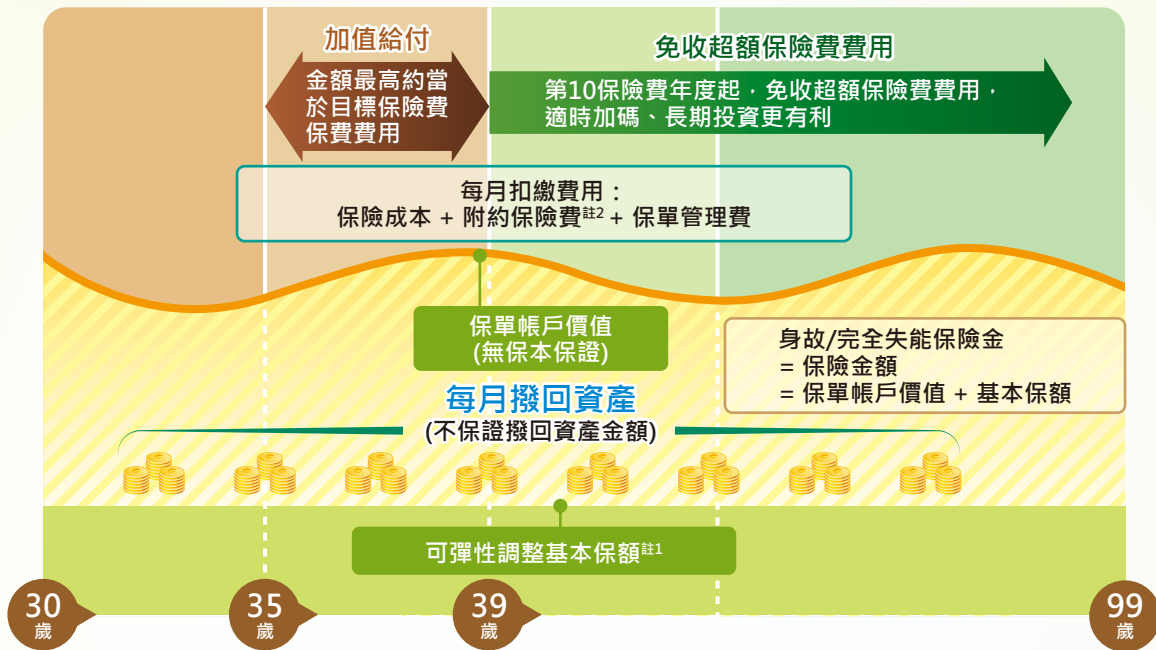 加值給付
金額最高約當
於目標保險費
保費費用
免收超額保險費費用
第10保險費年度起，免收超額保險費費用，
適時加碼、長期投資更有利
每月扣繳費用：
保險成本 + 附約保險費註2 + 保單管理費
保單帳戶價值
(無保本保證)
身故/完全失能保險金
= 保險金額
= 保單帳戶價值 + 基本保額
每月撥回資產
(不保證撥回資產金額)
可彈性調整基本保額註1
30
歲
35
歲
39
歲
99
歲